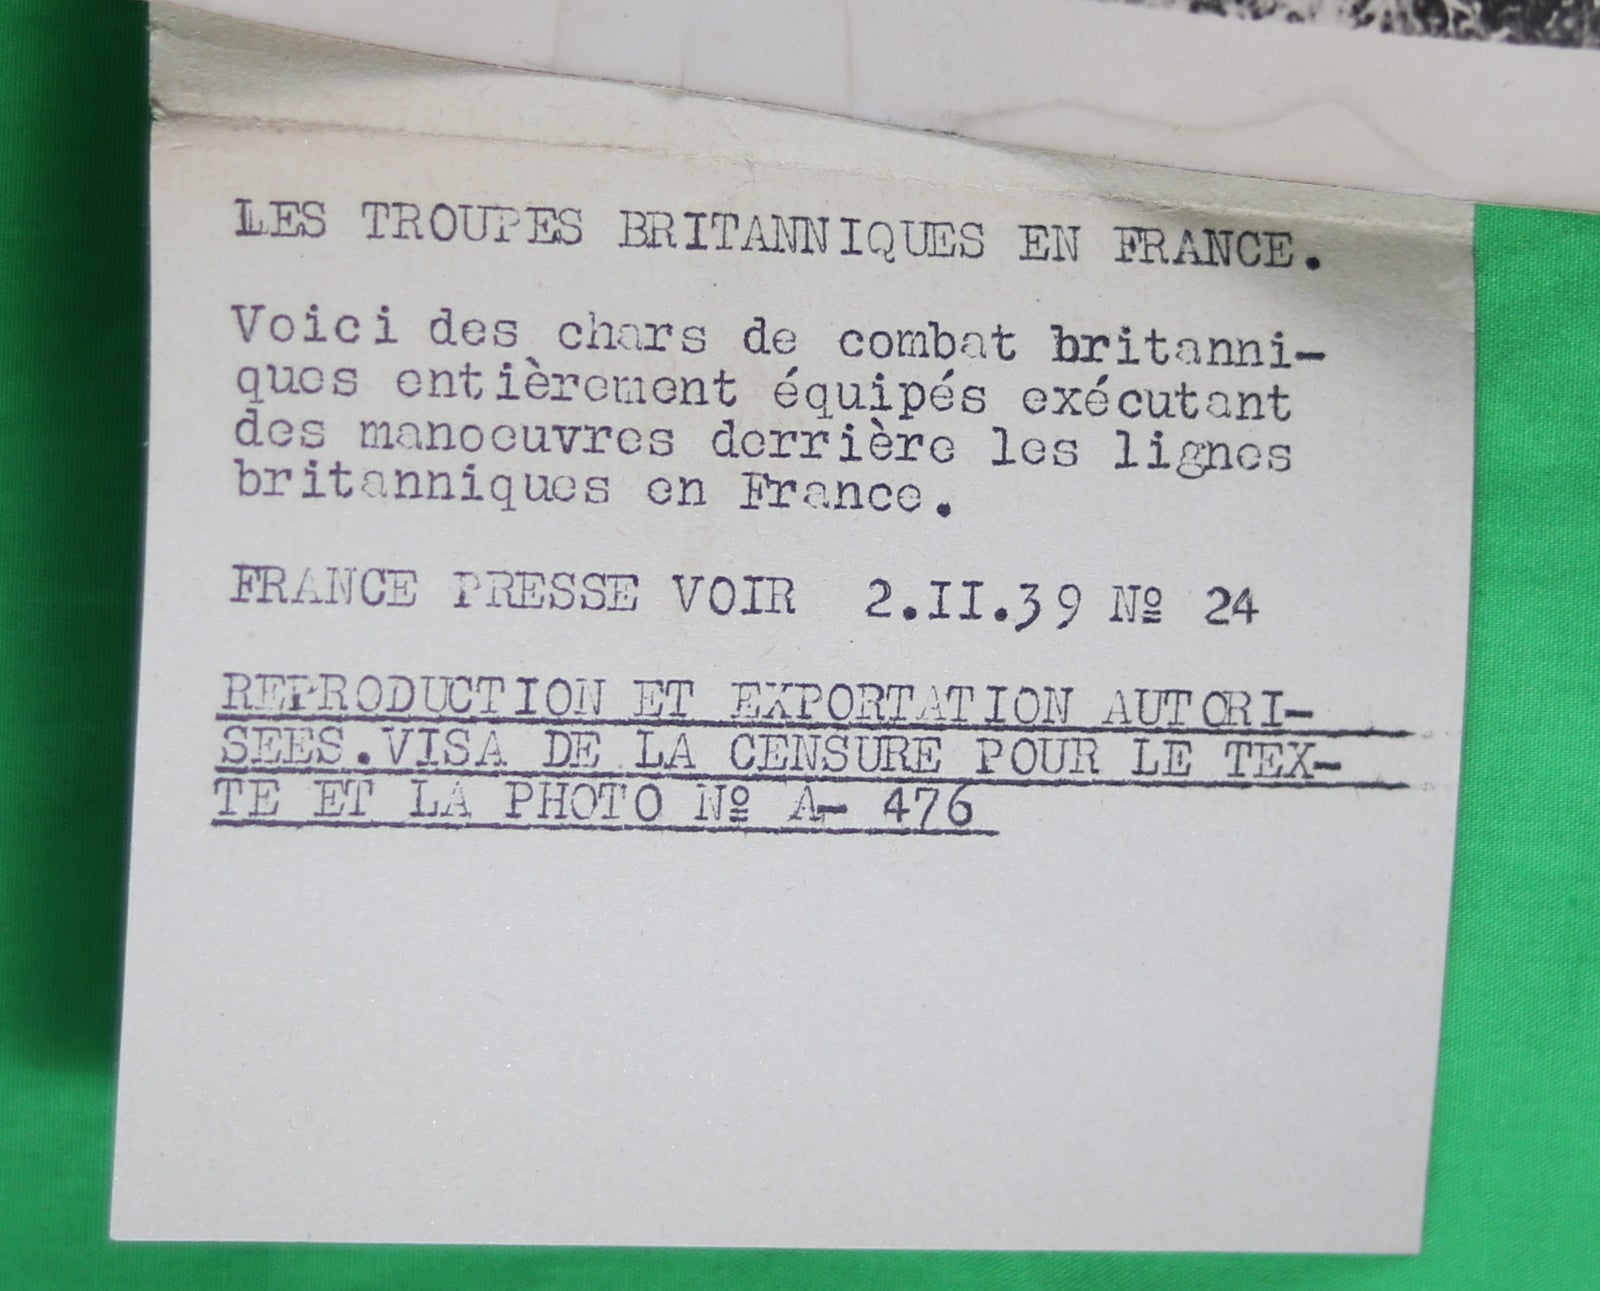 LES TROUPES BRITANNIQUES EN FRANCE.
Voici des chars de combat britanni-
ques entièrement équipés exécutant
des manoeuvres derrière les lignes
britanniques en France.
FRANCE PRESSE VOIR 2.II.39 Nº 24
REPRODUCTION ET EXPORTATION AUTORI-
SEES.VISA DE LA CENSURE POUR LE TEX-
TE ET LA PHOTO Nº A- 476